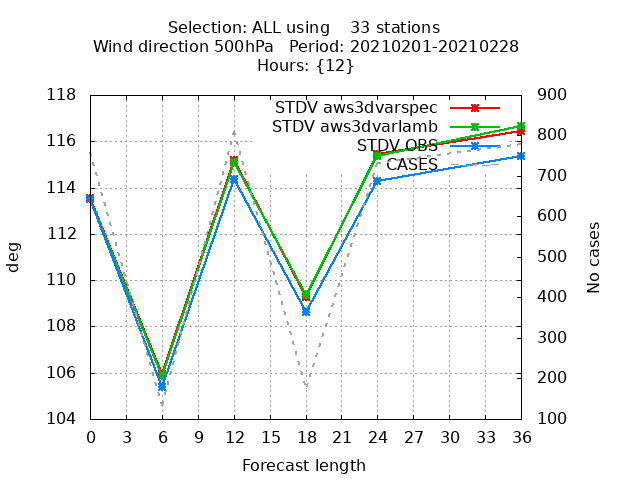 Selection: ALL using    33 stations
Wind direction 500hPa   Period: 20210201-20210228
Hours: {12}
STDV aws3dvarspec
STDV aws3dvarlamb
STDV OBS
CASES
118
116
114
112
110
108
106
104
deg
900
800
700
600
500
400
300
200
100
No cases
0 3 6 9 12 15 18 21 24 27 30 33 36
Forecast length